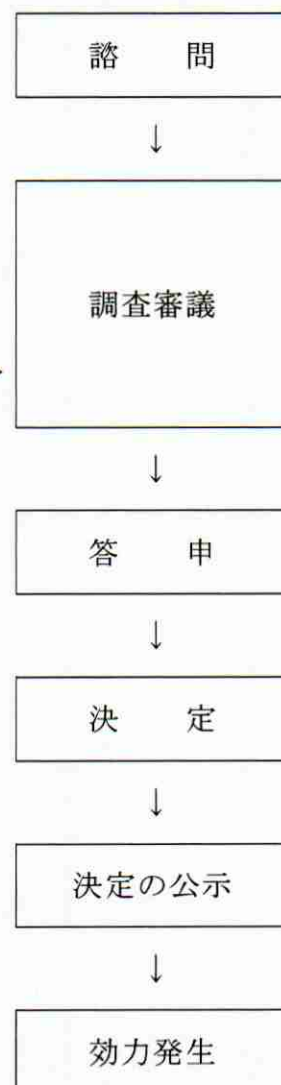 諮　　問
↓
調査審議
↓
答　　申
↓
決　　定
↓
決定の公示
↓
効力発生